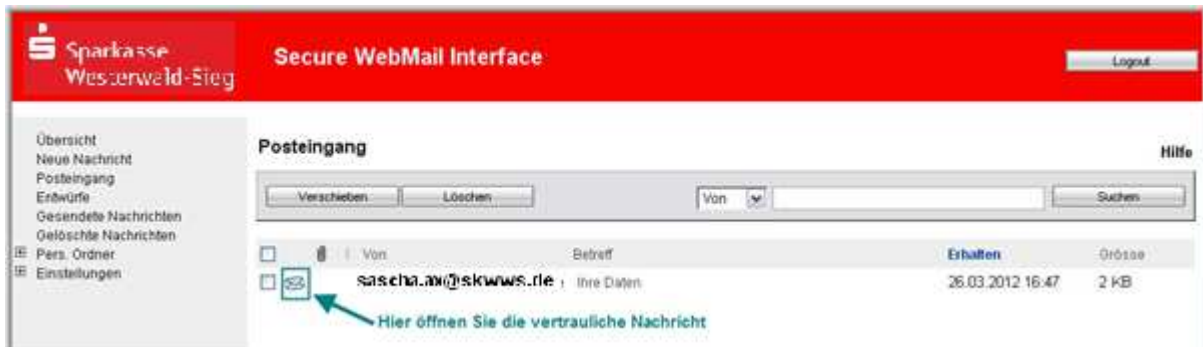 Sparkasse
Westerwald-Sieg
Secure WebMail Interface
Logout
Übersicht
Neue Nachricht
Posteingang
Entwürfe
Gesendete Nachrichten
Gelöschte Nachrichten
Pers. Ordner
Einstellungen
Posteingang
Hilfe
Verschieben
Löschen
Von
Suchen
! Von Betreff Erhalten Grösse
sascha.ax@skwws.de Ihre Daten 26.03.2012 16:47 2 KB
Hier öffnen Sie die vertrauliche Nachricht